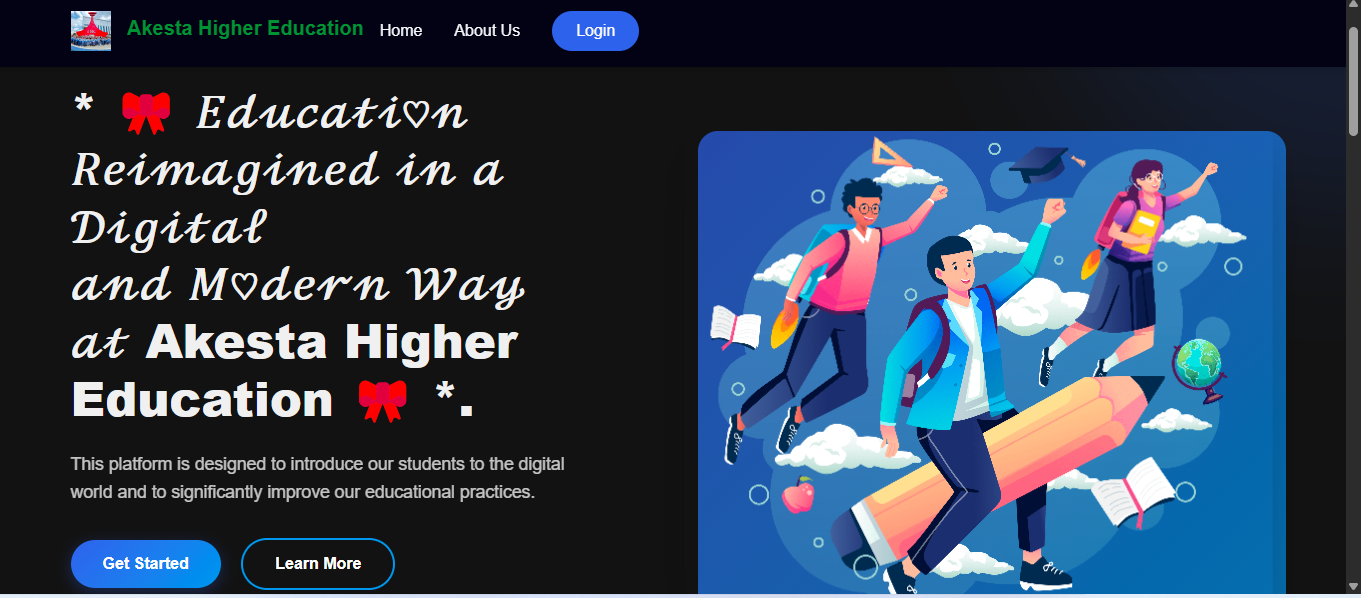 Akesta Higher Education Home About Us Login
* 🎀 𝓔𝓭𝓾𝓬𝓪𝓽𝓲♡𝓷
𝓡𝓮𝓲𝓶𝓪𝓰𝓲𝓷𝓮𝓭 𝓲𝓷 𝓪
𝓓𝓲𝓰𝓲𝓽𝓪𝓵
𝓪𝓷𝓭 𝓜♡𝓭𝓮𝓻𝓷 𝓦𝓪𝔂
𝓪𝓽 Akesta Higher
Education 🎀 *.
This platform is designed to introduce our students to the digital
world and to significantly improve our educational practices.
Get Started Learn More